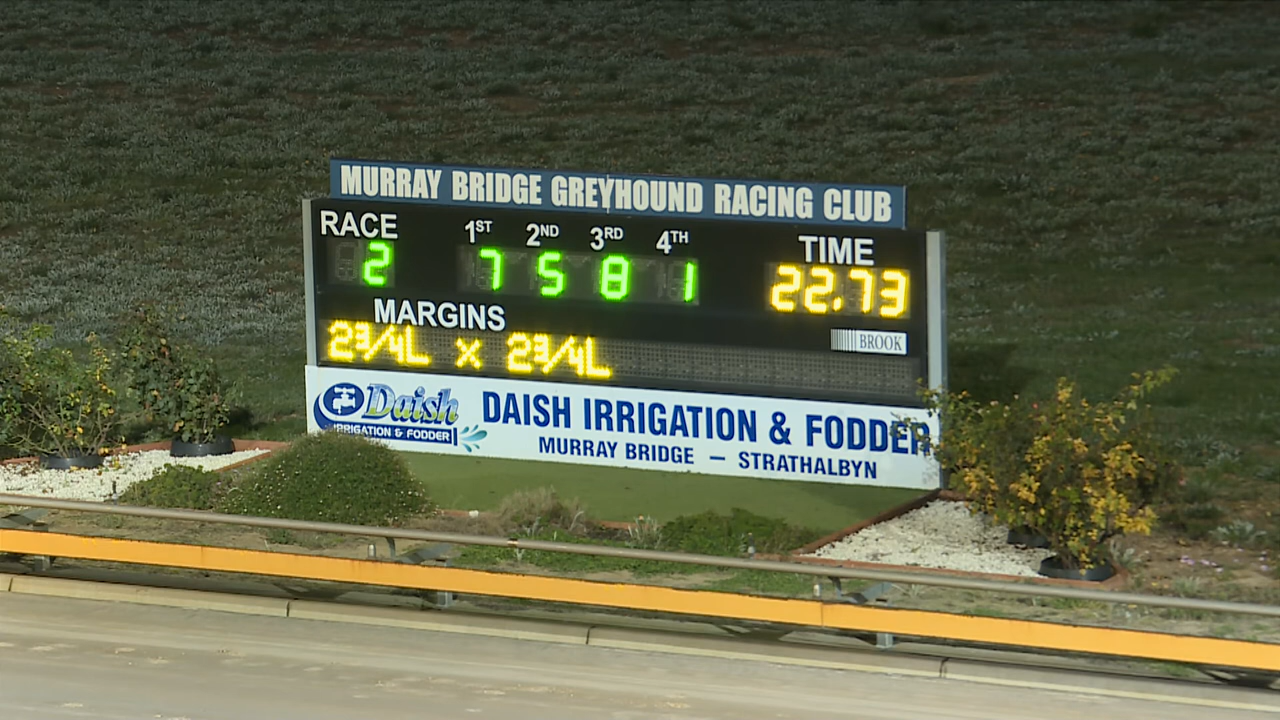 MURRAY BRIDGE GREYHOUND RACING CLUB
RACE 1ST 2ND 3RD 4TH TIME
2 7 5 8 1 22.73
MARGINS
BROOK
2¾L x 2¾L
Daish
IRRIGATION & FODDER
DAISH IRRIGATION & FODDER
MURRAY BRIDGE — STRATHALBYN